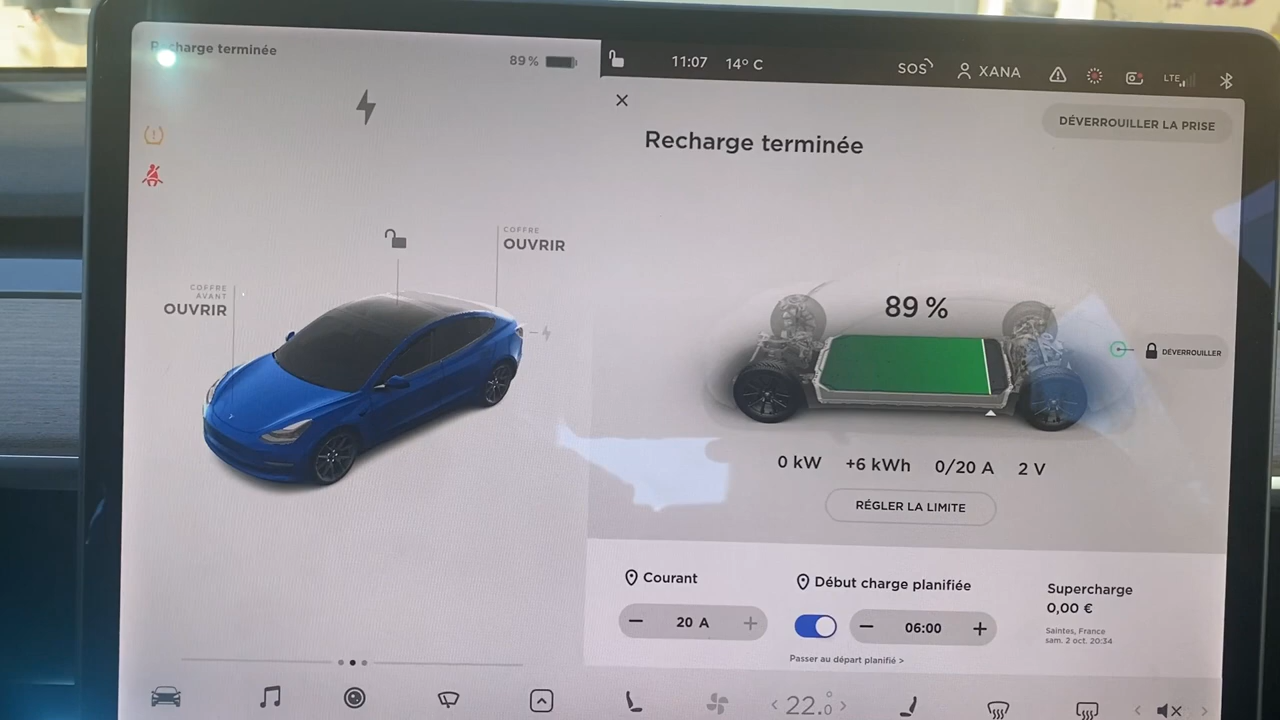 Recharge terminée
89 %
COFFRE
OUVRIR
COFFRE
AVANT
OUVRIR
11:07
14° C
SOS
XANA
LTE
DÉVERROUILLER LA PRISE
Recharge terminée
89 %
DÉVERROUILLER
0 kW +6 kWh 0/20 A 2 V
RÉGLER LA LIMITE
Courant
20 A
Début charge planifiée
06:00
Passer au départ planifié >
Supercharge
0,00 €
Saintes, France
sam. 2 oct. 20:34
22.0